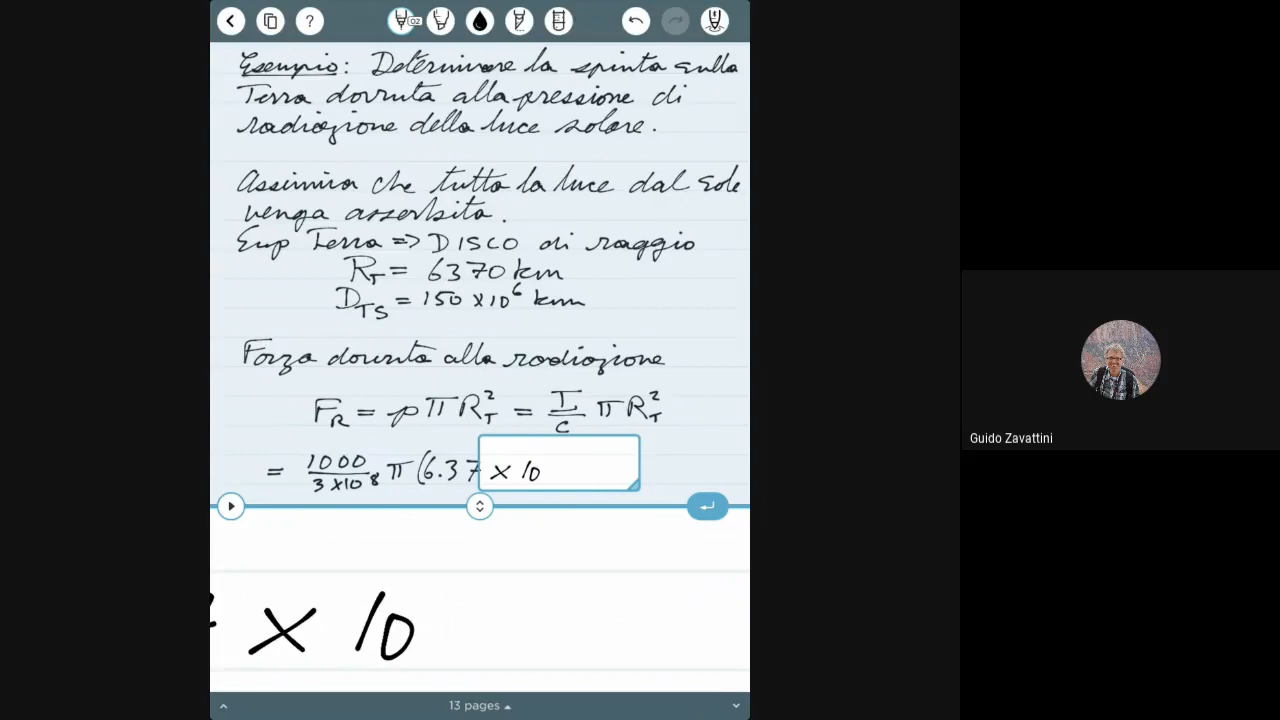 ?
02
Esempio: Determinare la spinta sulla
Terra dovuta alla pressione di
radiazione della luce solare.
Assumiamo che tutta la luce dal Sole
venga assorbita.
Sup Terra => DISCO di raggio
R_T = 6370 km
D_TS = 150 x 10^6 km
Forza dovuta alla radiazione
F_R = p π R_T^2 = I/c π R_T^2
= 1000/3 x 10^8 π (6.37 x 10
x 10
13 pages
Guido Zavattini